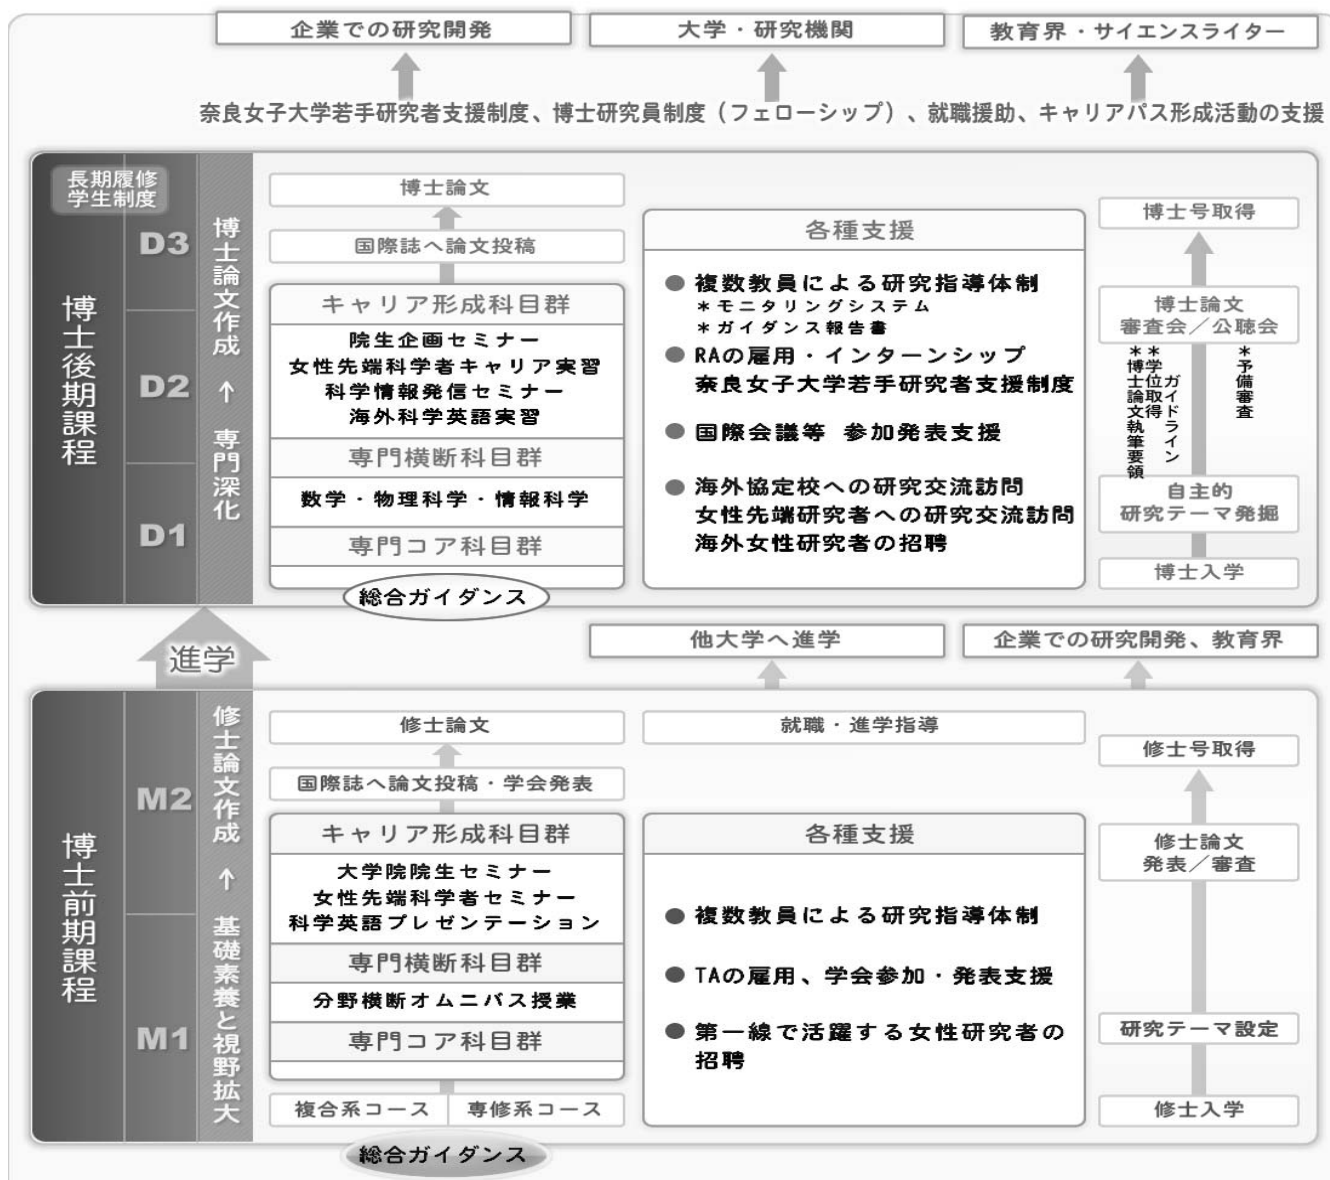 企業での研究開発
大学・研究機関
教育界・サイエンスライター
奈良女子大学若手研究者支援制度、博士研究員制度（フェローシップ）、就職援助、キャリアパス形成活動の支援
博士後期課程
長期履修
学生制度
D3
D2
D1
博士論文作成 ↑ 専門深化
博士論文
国際誌へ論文投稿
キャリア形成科目群
院生企画セミナー
女性先端科学者キャリア実習
科学情報発信セミナー
海外科学英語実習
専門横断科目群
数学・物理科学・情報科学
専門コア科目群
総合ガイダンス
各種支援
● 複数教員による研究指導体制
＊モニタリングシステム
＊ガイダンス報告書
● RAの雇用・インターンシップ
奈良女子大学若手研究者支援制度
● 国際会議等 参加発表支援
● 海外協定校への研究交流訪問
女性先端研究者への研究交流訪問
海外女性研究者の招聘
博士号取得
博士論文
審査会／公聴会
＊予備審査
ガイドライン
＊学位取得
＊博士論文執筆要領
自主的
研究テーマ発掘
博士入学
進学
他大学へ進学
企業での研究開発、教育界
博士前期課程
M2
M1
修士論文作成 ↑ 基礎素養と視野拡大
修士論文
国際誌へ論文投稿・学会発表
キャリア形成科目群
大学院院生セミナー
女性先端科学者セミナー
科学英語プレゼンテーション
専門横断科目群
分野横断オムニバス授業
専門コア科目群
複合系コース
専修系コース
総合ガイダンス
就職・進学指導
各種支援
● 複数教員による研究指導体制
● TAの雇用、学会参加・発表支援
● 第一線で活躍する女性研究者の
招聘
修士号取得
修士論文
発表／審査
研究テーマ設定
修士入学